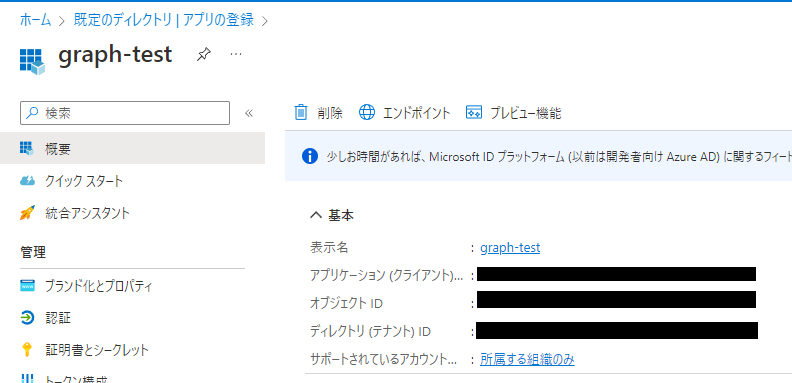 ホーム > 既定のディレクトリ | アプリの登録 >
graph-test
検索
«
削除
エンドポイント
プレビュー機能
概要
クイック スタート
統合アシスタント
管理
ブランド化とプロパティ
認証
証明書とシークレット
トークン構成
少しお時間があれば、Microsoft ID プラットフォーム (以前は開発者向け Azure AD) に関するフィート
基本
表示名 : graph-test
アプリケーション (クライアント)... :
オブジェクト ID :
ディレクトリ (テナント) ID :
サポートされているアカウント... : 所属する組織のみ